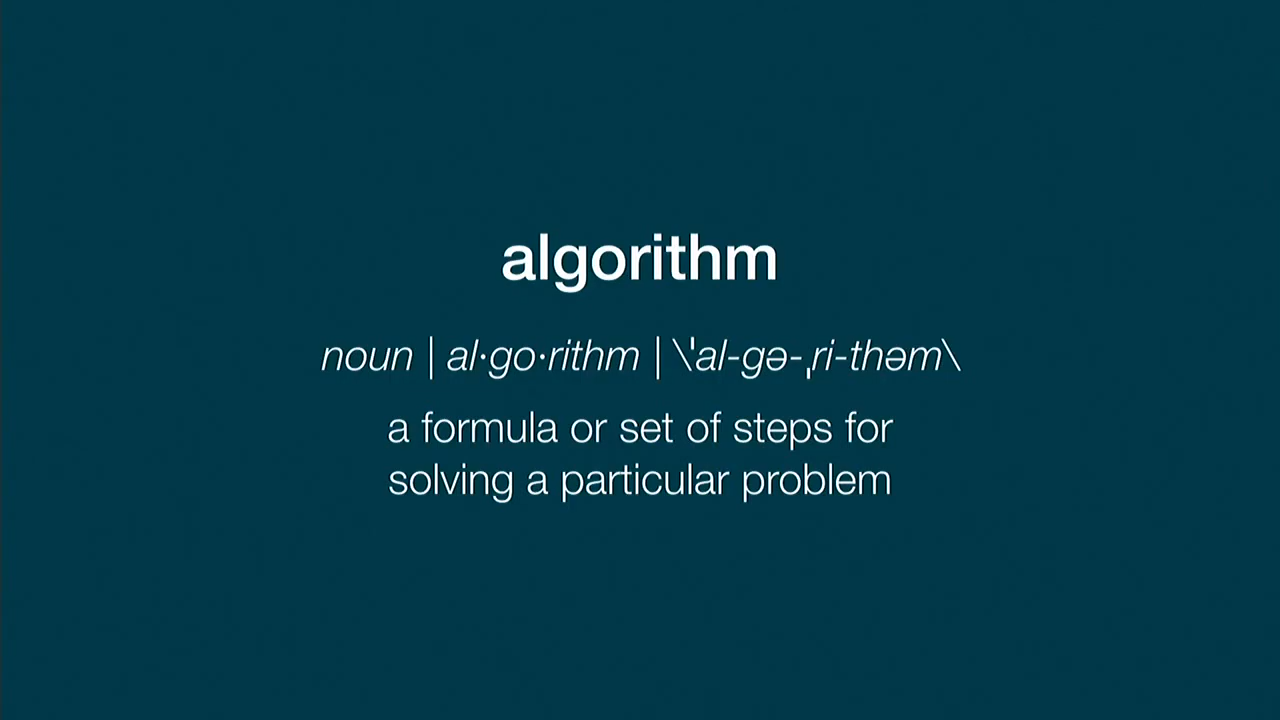 algorithm
noun | al·go·rithm | \ˈal-gə-ˌri-thəm\
a formula or set of steps for
solving a particular problem